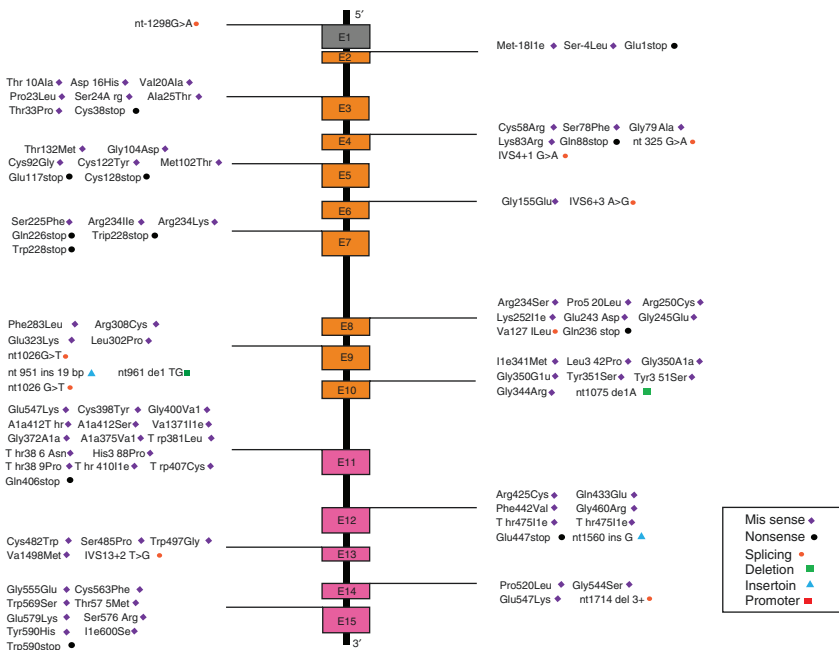 5′
nt-1298G>A
E1
E2
Met-18I1e Ser-4Leu Glu1stop
Thr 10Ala Asp 16His Val20Ala
Pro23Leu Ser24A rg Ala25Thr
Thr33Pro Cys38stop
E3
Cys58Arg Ser78Phe Gly79 Ala
Lys83Arg Gln88stop nt 325 G>A
IVS4+1 G>A
E4
Thr132Met Gly104Asp
Cys92Gly Cys122Tyr Met102Thr
Glu117stop Cys128stop
E5
Gly155Glu IVS6+3 A>G
E6
Ser225Phe Arg234Ile Arg234Lys
Gln226stop Trip228stop
Trp228stop
E7
Arg234Ser Pro5 20Leu Arg250Cys
Lys252I1e Glu243 Asp Gly245Glu
Va127 ILeu Gln236 stop
E8
Phe283Leu Arg308Cys
Glu323Lys Leu302Pro
nt1026G>T
nt 951 ins 19 bp nt961 de1 TG
nt1026 G>T
E9
I1e341Met Leu3 42Pro Gly350A1a
Gly350G1u Tyr351Ser Tyr3 51Ser
Gly344Arg nt1075 de1A
E10
Glu547Lys Cys398Tyr Gly400Va1
A1a412T hr A1a412Ser Va1371I1e
Gly372A1a A1a375Va1 T rp381Leu
T hr38 6 Asn His3 88Pro
T hr38 9Pro T hr 410I1e T rp407Cys
Gln406stop
E11
Arg425Cys Gln433Glu
Phe442Val Gly460Arg
T hr475I1e T hr475I1e
Glu447stop nt1560 ins G
E12
Cys482Trp Ser485Pro Trp497Gly
Va1498Met IVS13+2 T>G
E13
Pro520Leu Gly544Ser
Glu547Lys nt1714 del 3+
E14
Gly555Glu Cys563Phe
Trp569Ser Thr57 5Met
Glu579Lys Ser576 Arg
Tyr590His I1e600Se
Trp590stop
E15
3′
Mis sense
Nonsense
Splicing
Deletion
Insertoin
Promoter